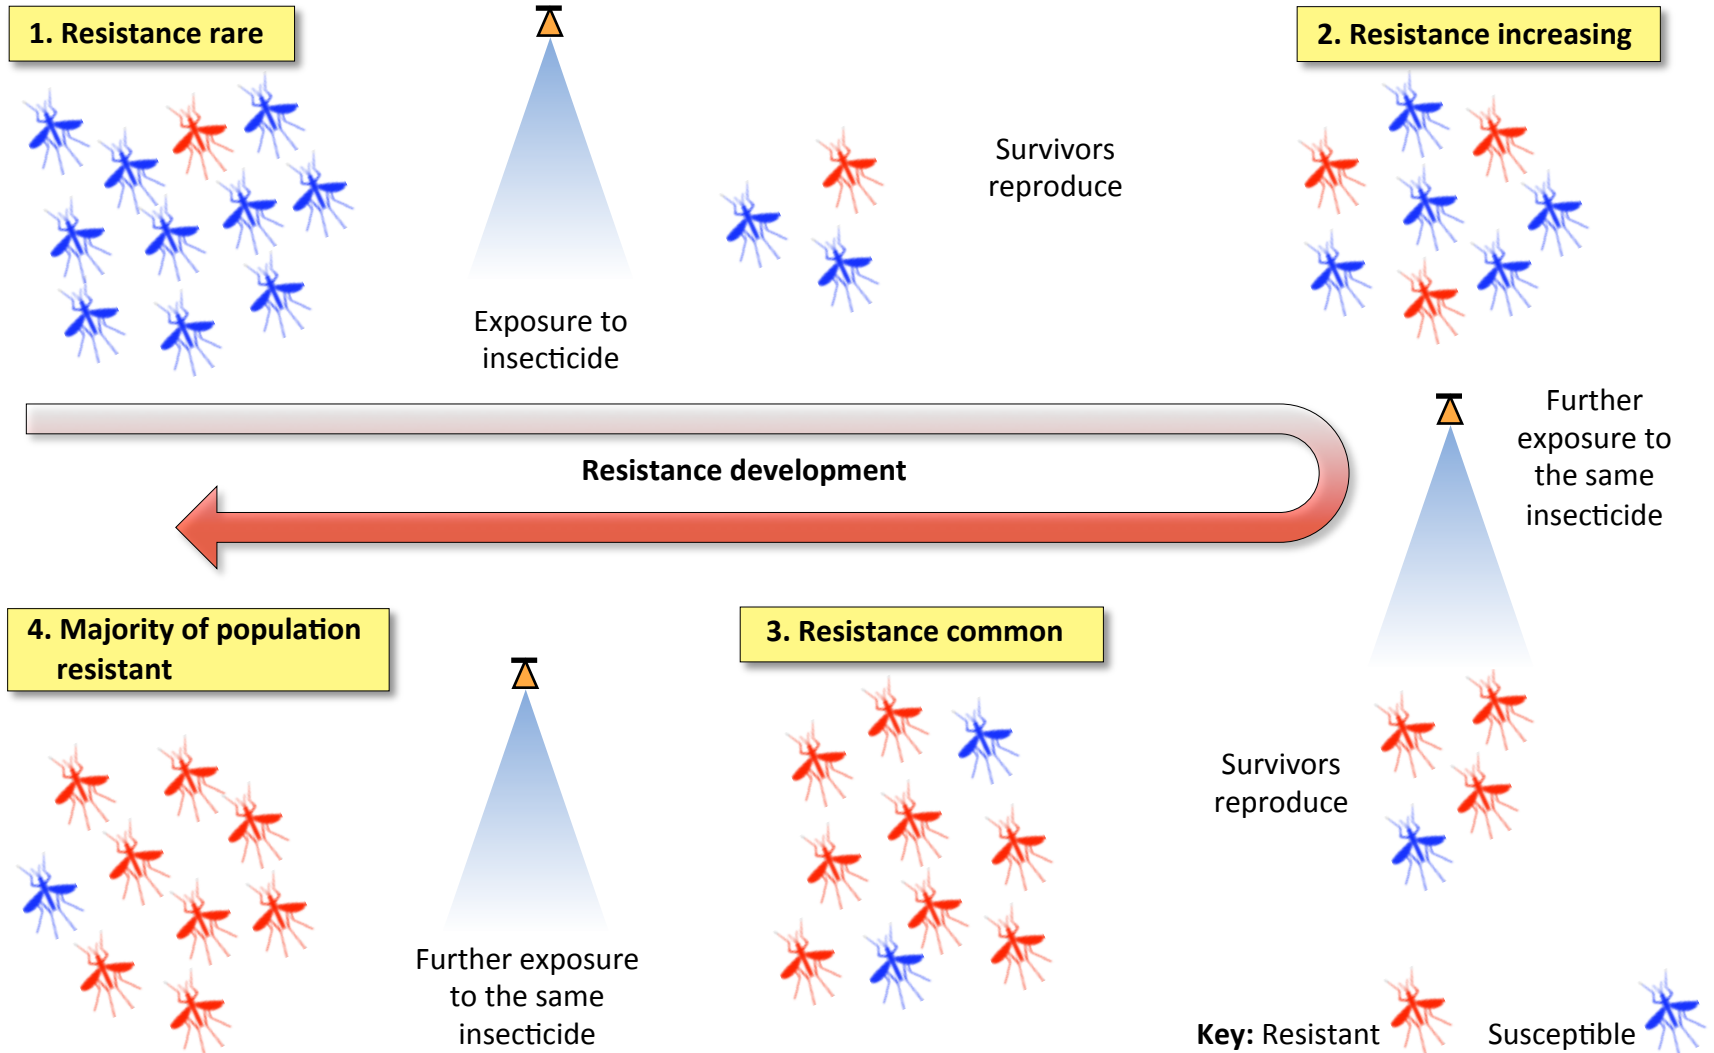 1. Resistance rare
2. Resistance increasing
Survivors
reproduce
Exposure to
insecticide
Further
exposure to
the same
insecticide
Resistance development
4. Majority of population
resistant
3. Resistance common
Survivors
reproduce
Further exposure
to the same
insecticide
Key: Resistant
Susceptible